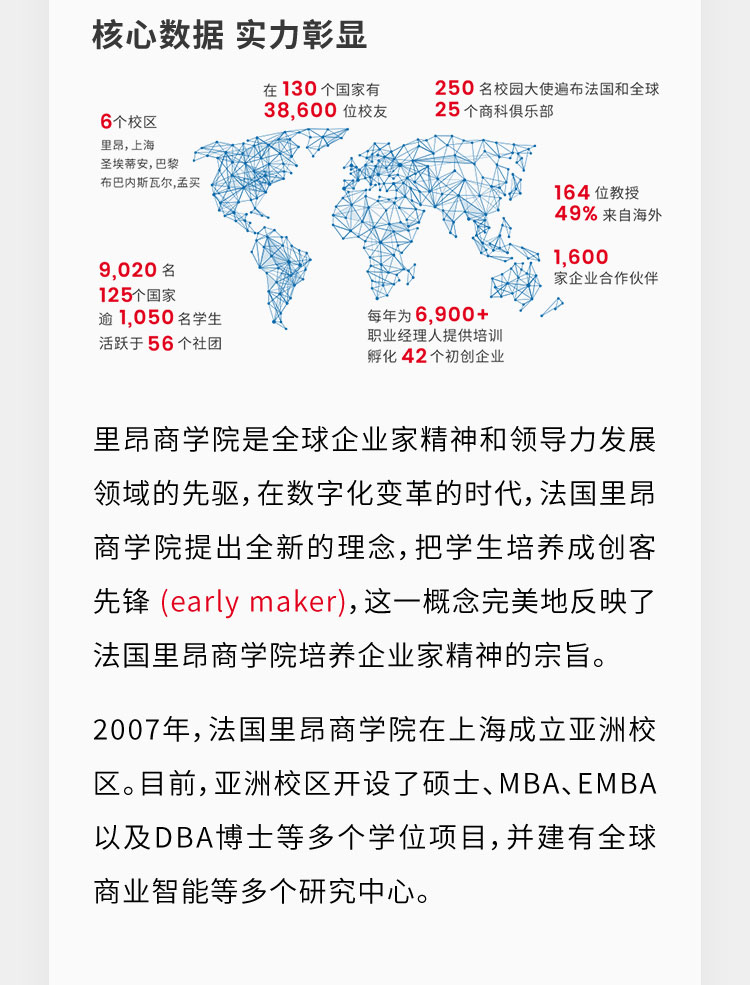 核心数据 实力彰显
在 130 个国家有
38,600 位校友
250 名校园大使遍布法国和全球
25 个商科俱乐部
6个校区
里昂，上海
圣埃蒂安，巴黎
布巴内斯瓦尔,孟买
164 位教授
49% 来自海外
1,600
家企业合作伙伴
9,020 名
125个国家
逾 1,050 名学生
活跃于 56 个社团
每年为 6,900+
职业经理人提供培训
孵化 42 个初创企业
里昂商学院是全球企业家精神和领导力发展
领域的先驱，在数字化变革的时代，法国里昂
商学院提出全新的理念，把学生培养成创客
先锋 (early maker)，这一概念完美地反映了
法国里昂商学院培养企业家精神的宗旨。
2007年，法国里昂商学院在上海成立亚洲校
区。目前，亚洲校区开设了硕士、MBA、EMBA
以及DBA博士等多个学位项目，并建有全球
商业智能等多个研究中心。